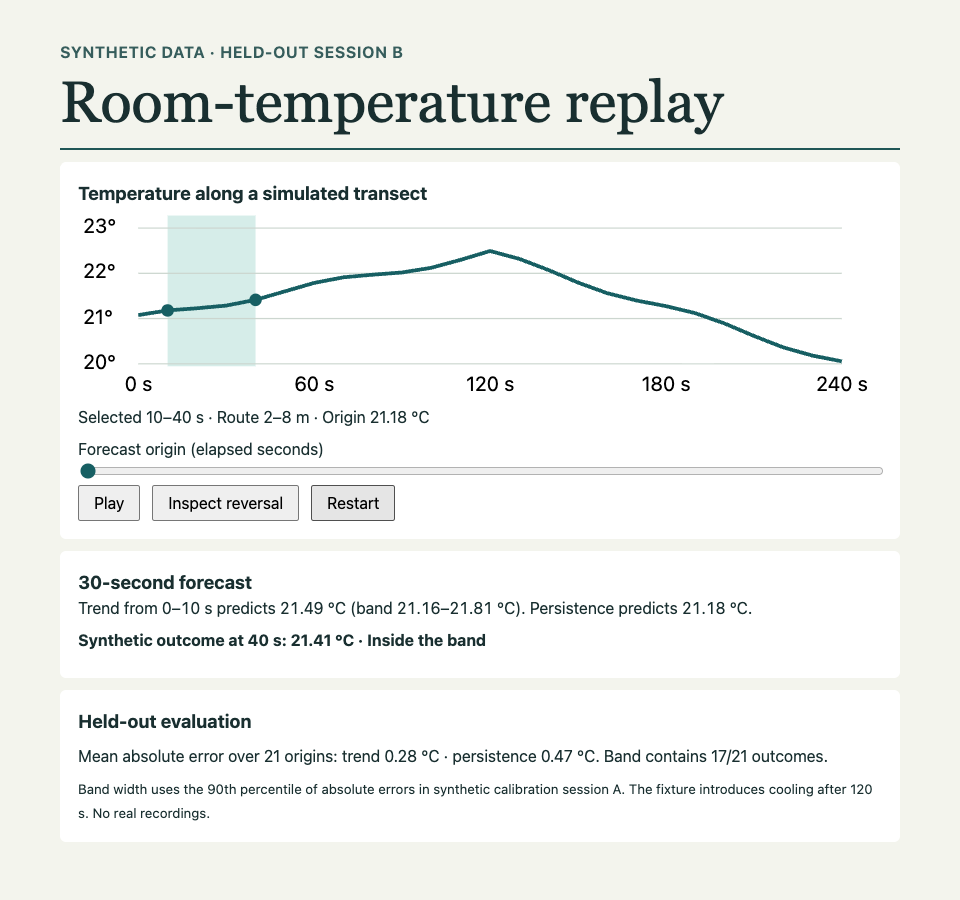 SYNTHETIC DATA · HELD-OUT SESSION B
Room-temperature replay
Temperature along a simulated transect
23°
22°
21°
20°
0 s 60 s 120 s 180 s 240 s
Selected 10–40 s · Route 2–8 m · Origin 21.18 °C
Forecast origin (elapsed seconds)
Play Inspect reversal Restart
30-second forecast
Trend from 0–10 s predicts 21.49 °C (band 21.16–21.81 °C). Persistence predicts 21.18 °C.
Synthetic outcome at 40 s: 21.41 °C · Inside the band
Held-out evaluation
Mean absolute error over 21 origins: trend 0.28 °C · persistence 0.47 °C. Band contains 17/21 outcomes.
Band width uses the 90th percentile of absolute errors in synthetic calibration session A. The fixture introduces cooling after 120
s. No real recordings.